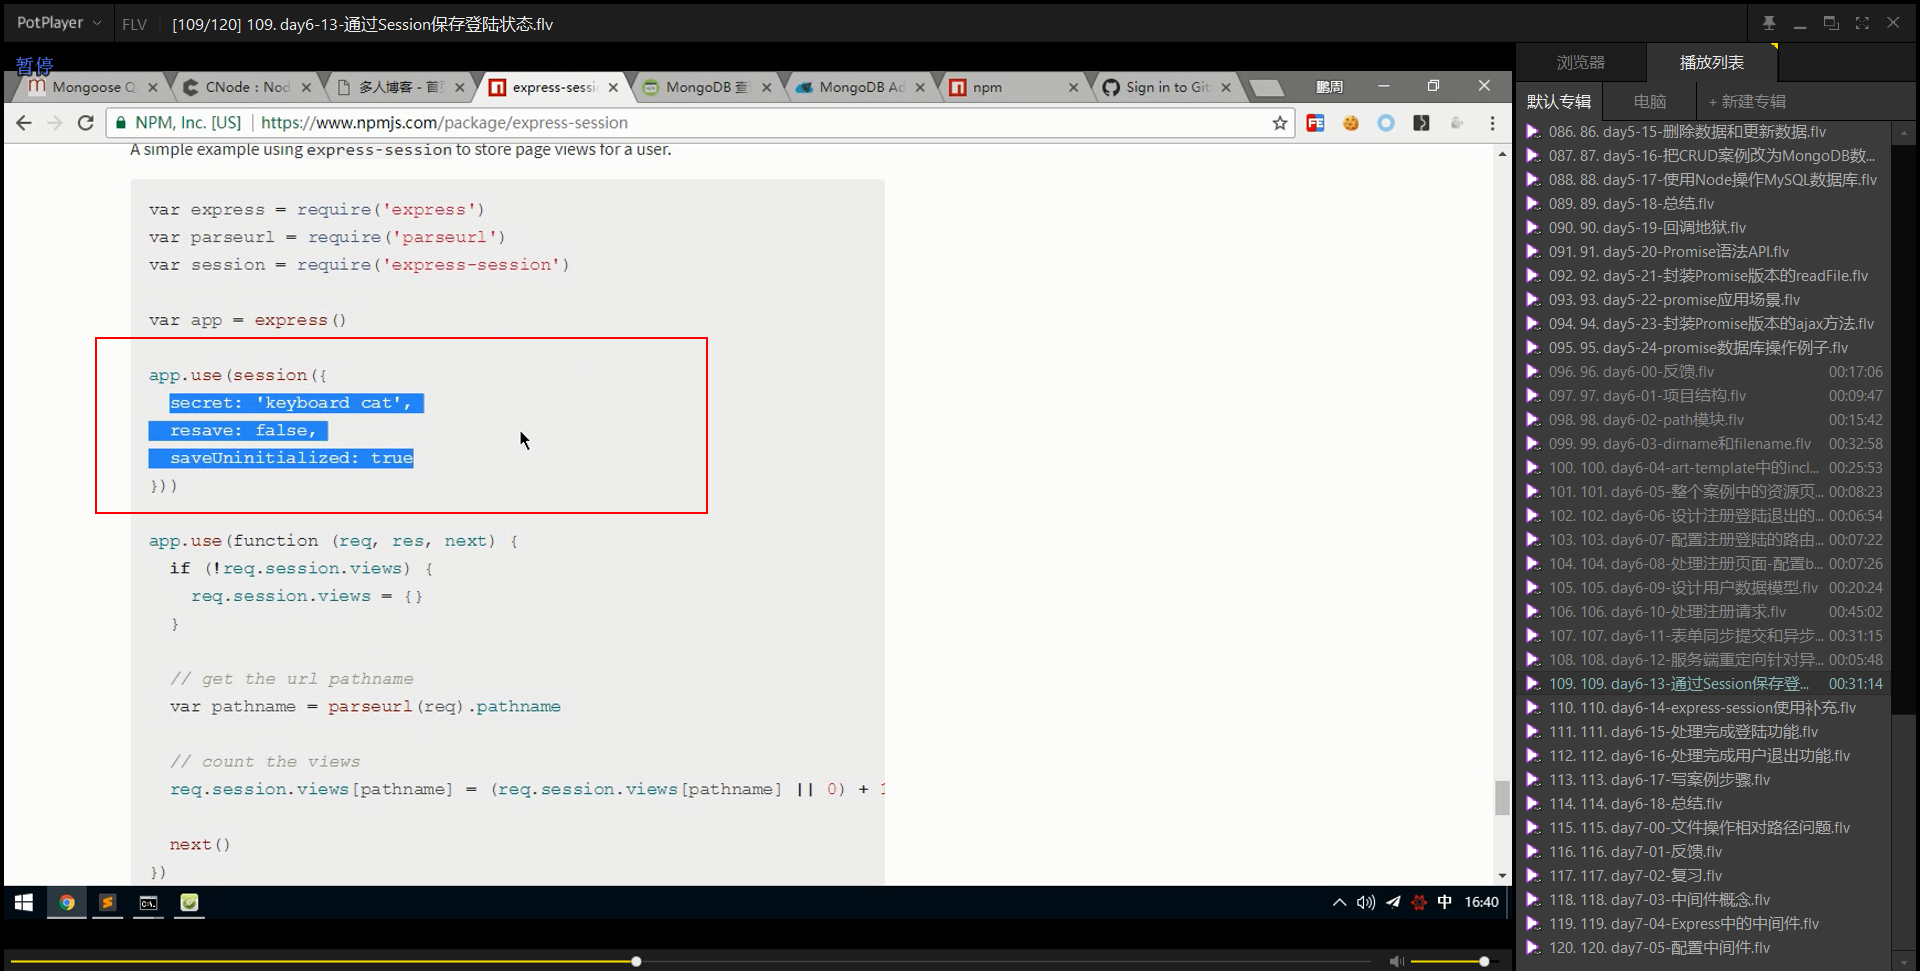 PotPlayer
FLV
[109/120] 109. day6-13-通过Session保存登陆状态.flv
暂停
Mongoose Q
CNode : Nod
多人博客 - 首
express-sessi
MongoDB 查
MongoDB Ad
npm
Sign in to Git
鹏周
NPM, Inc. [US]
https://www.npmjs.com/package/express-session
A simple example using express-session to store page views for a user.
var express = require('express')
var parseurl = require('parseurl')
var session = require('express-session')
var app = express()
app.use(session({
secret: 'keyboard cat',
resave: false,
saveUninitialized: true
}))
app.use(function (req, res, next) {
if (!req.session.views) {
req.session.views = {}
}
// get the url pathname
var pathname = parseurl(req).pathname
// count the views
req.session.views[pathname] = (req.session.views[pathname] || 0) + 1
next()
})
中
16:40
浏览器
播放列表
默认专辑
电脑
+ 新建专辑
086. 86. day5-15-删除数据和更新数据.flv
087. 87. day5-16-把CRUD案例改为MongoDB数...
088. 88. day5-17-使用Node操作MySQL数据库.flv
089. 89. day5-18-总结.flv
090. 90. day5-19-回调地狱.flv
091. 91. day5-20-Promise语法API.flv
092. 92. day5-21-封装Promise版本的readFile.flv
093. 93. day5-22-promise应用场景.flv
094. 94. day5-23-封装Promise版本的ajax方法.flv
095. 95. day5-24-promise数据库操作例子.flv
096. 96. day6-00-反馈.flv 00:17:06
097. 97. day6-01-项目结构.flv 00:09:47
098. 98. day6-02-path模块.flv 00:15:42
099. 99. day6-03-dirname和filename.flv 00:32:58
100. 100. day6-04-art-template中的incl... 00:25:53
101. 101. day6-05-整个案例中的资源页... 00:08:23
102. 102. day6-06-设计注册登陆退出的... 00:06:54
103. 103. day6-07-配置注册登陆的路由... 00:07:22
104. 104. day6-08-处理注册页面-配置b... 00:07:26
105. 105. day6-09-设计用户数据模型.flv 00:20:24
106. 106. day6-10-处理注册请求.flv 00:45:02
107. 107. day6-11-表单同步提交和异步... 00:31:15
108. 108. day6-12-服务端重定向针对异... 00:05:48
109. 109. day6-13-通过Session保存登... 00:31:14
110. 110. day6-14-express-session使用补充.flv
111. 111. day6-15-处理完成登陆功能.flv
112. 112. day6-16-处理完成用户退出功能.flv
113. 113. day6-17-写案例步骤.flv
114. 114. day6-18-总结.flv
115. 115. day7-00-文件操作相对路径问题.flv
116. 116. day7-01-反馈.flv
117. 117. day7-02-复习.flv
118. 118. day7-03-中间件概念.flv
119. 119. day7-04-Express中的中间件.flv
120. 120. day7-05-配置中间件.flv